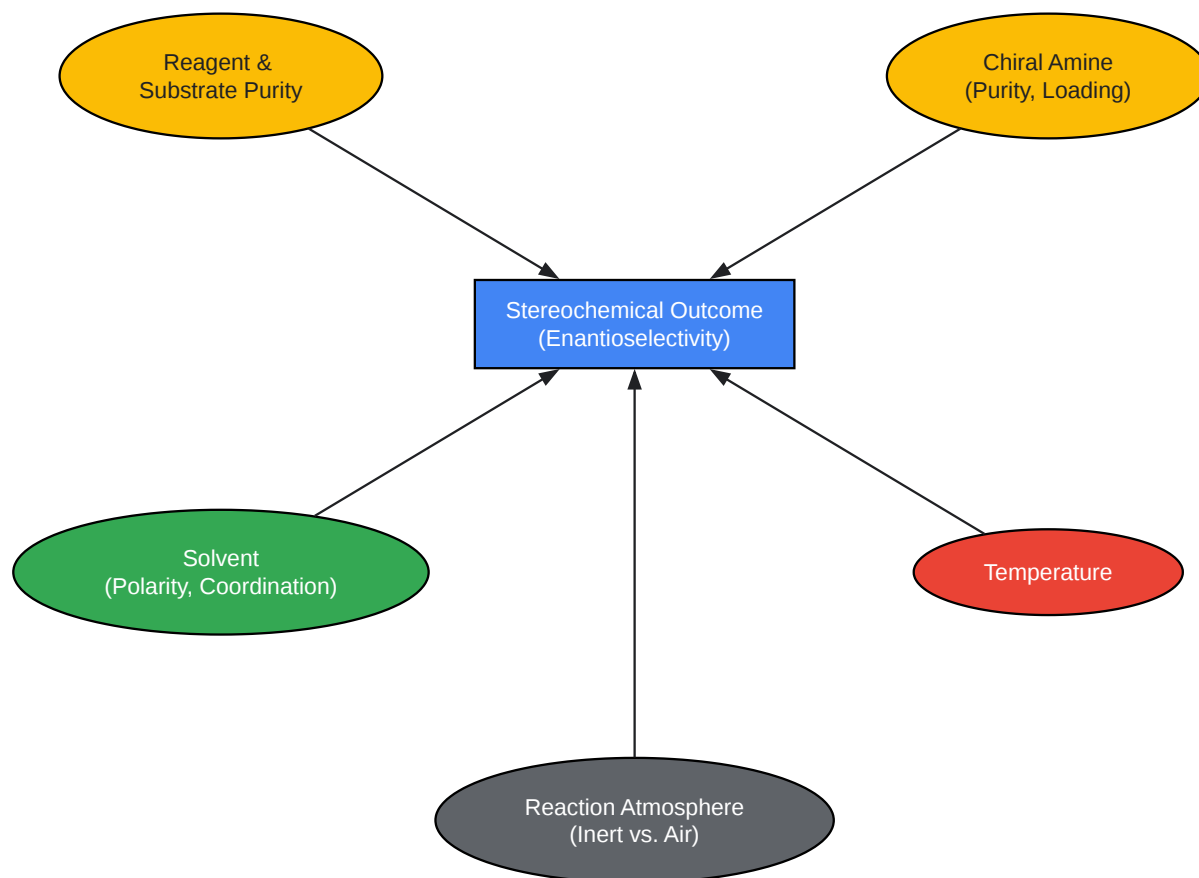 Reagent &
Substrate Purity
Chiral Amine
(Purity, Loading)
Stereochemical Outcome
(Enantioselectivity)
Solvent
(Polarity, Coordination)
Temperature
Reaction Atmosphere
(Inert vs. Air)